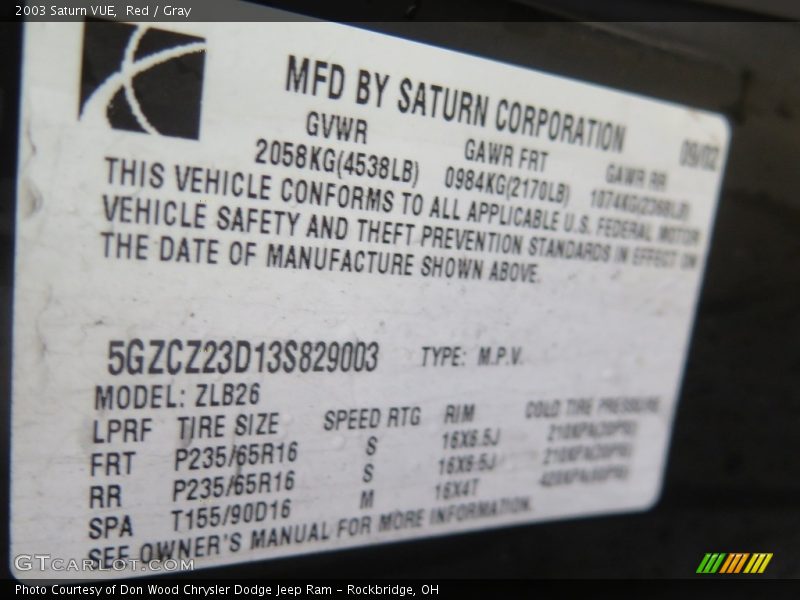 2003 Saturn VUE, Red / Gray
MFD BY SATURN CORPORATION 09/02
GVWR GAWR FRT GAWR RR
2058KG(4538LB) 0984KG(2170LB) 1074KG(2368LB)
THIS VEHICLE CONFORMS TO ALL APPLICABLE U.S. FEDERAL MOTOR
VEHICLE SAFETY AND THEFT PREVENTION STANDARDS IN EFFECT ON
THE DATE OF MANUFACTURE SHOWN ABOVE.
5GZCZ23D13S829003 TYPE: M.P.V.
MODEL: ZLB26
LPRF TIRE SIZE SPEED RTG RIM COLD TIRE PRESSURE
FRT P235/65R16 S 16X6.5J
RR P235/65R16 S 16X6.5J
SPA T155/90D16 M 16X4T
SEE OWNER'S MANUAL FOR MORE INFORMATION.
GTCarLot.com
Photo Courtesy of Don Wood Chrysler Dodge Jeep Ram – Rockbridge, OH